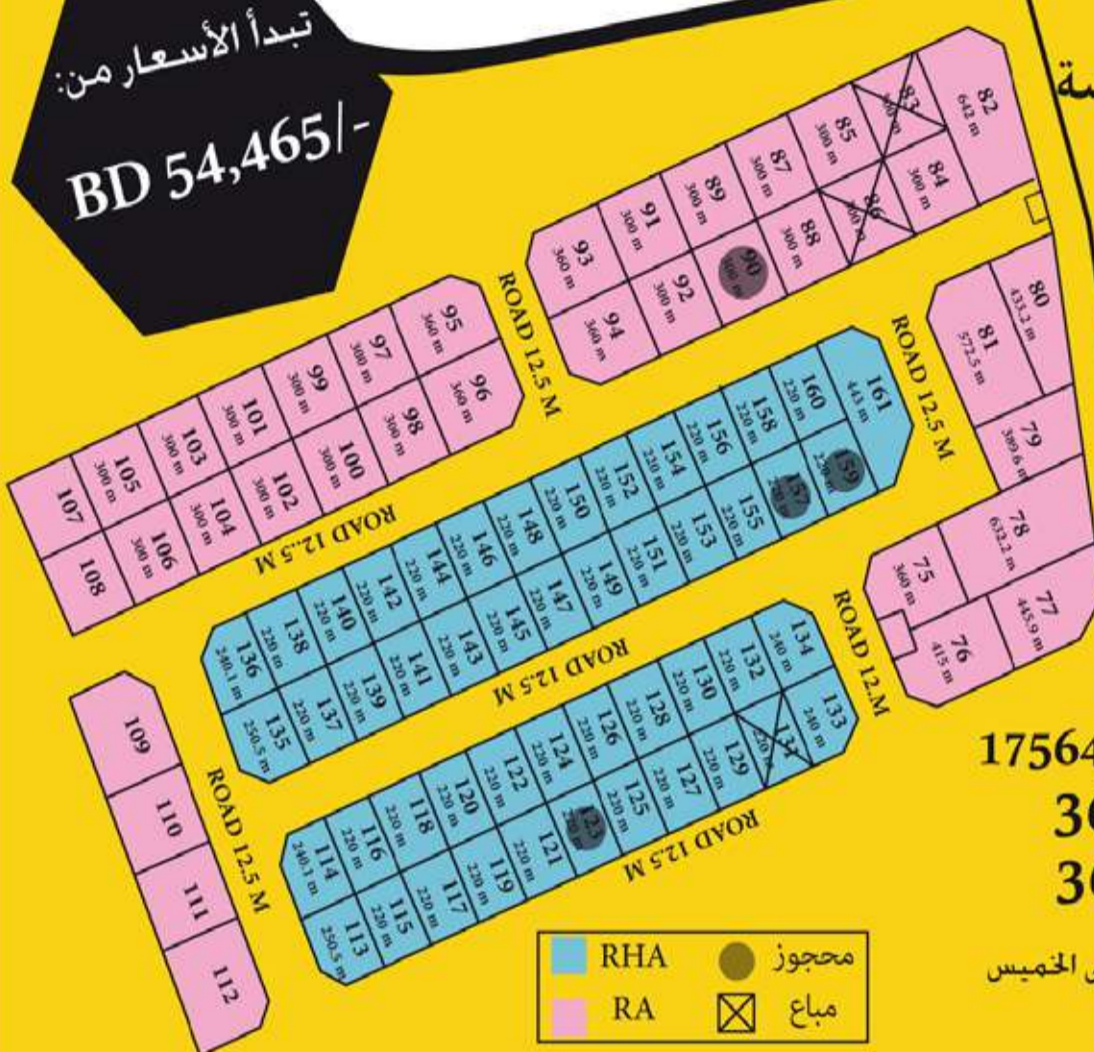 تبدأ الأسعار من:
BD 54,465/-
82
642 m
83
84
300 m
85
300 m
86
300 m
87
300 m
88
300 m
89
300 m
90
300 m
91
300 m
92
300 m
93
360 m
94
360 m
ROAD 12.5 M
95
360 m
96
360 m
97
300 m
98
300 m
99
300 m
100
300 m
101
300 m
102
300 m
103
300 m
104
300 m
105
300 m
106
300 m
107
108
ROAD 12..5 M
80
433.2 m
81
572.5 m
79
389.6 m
78
632.2 m
77
445.9 m
75
360 m
76
415 m
ROAD 12.5 M
ROAD 12.M
161
443 m
160
220 m
159
158
220 m
157
156
220 m
155
220 m
154
220 m
153
220 m
152
220 m
151
220 m
150
220 m
149
220 m
148
220 m
147
220 m
146
220 m
145
220 m
144
220 m
143
220 m
142
220 m
141
220 m
140
220 m
139
220 m
138
220 m
137
220 m
136
240.1 m
135
250.5 m
ROAD 12.5 M
134
240 m
133
240 m
132
220 m
131
130
220 m
129
220 m
128
220 m
127
220 m
126
220 m
125
220 m
124
220 m
123
122
220 m
121
220 m
120
220 m
119
220 m
118
220 m
117
220 m
116
220 m
115
220 m
114
240.1 m
113
250.5 m
ROAD 12.5 M
ROAD 12.5 M
109
110
111
112
17564
36
36
الخميس
RHA
محجوز
RA
مباع